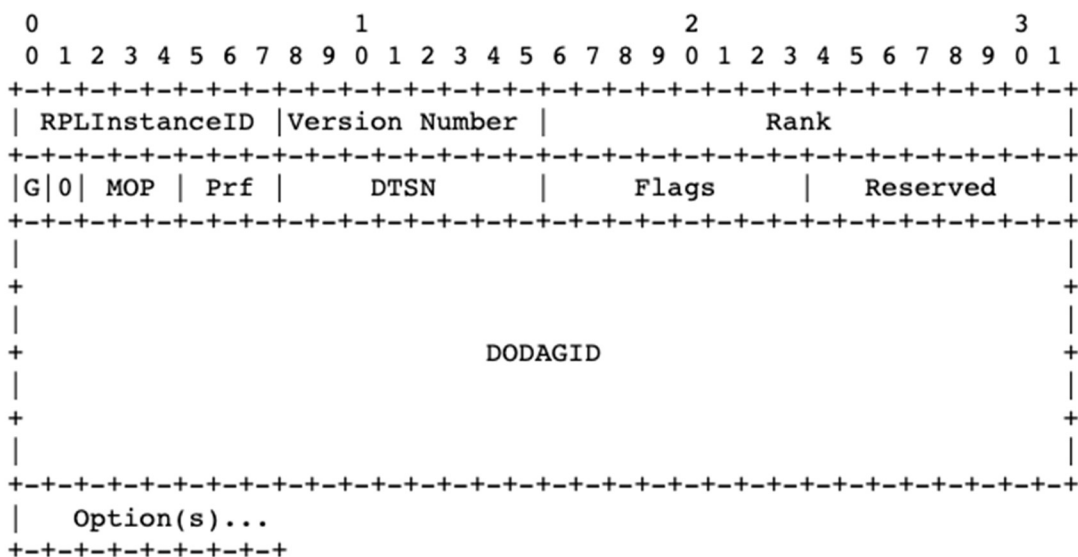 0                   1                   2                   3
 0 1 2 3 4 5 6 7 8 9 0 1 2 3 4 5 6 7 8 9 0 1 2 3 4 5 6 7 8 9 0 1
+-+-+-+-+-+-+-+-+-+-+-+-+-+-+-+-+-+-+-+-+-+-+-+-+-+-+-+-+-+-+-+-+
| RPLInstanceID |Version Number |             Rank              |
+-+-+-+-+-+-+-+-+-+-+-+-+-+-+-+-+-+-+-+-+-+-+-+-+-+-+-+-+-+-+-+-+
|G|0| MOP | Prf |     DTSN      |     Flags     |   Reserved    |
+-+-+-+-+-+-+-+-+-+-+-+-+-+-+-+-+-+-+-+-+-+-+-+-+-+-+-+-+-+-+-+-+
|                                                               |
+                                                               +
|                                                               |
+                            DODAGID                            +
|                                                               |
+                                                               +
|                                                               |
+-+-+-+-+-+-+-+-+-+-+-+-+-+-+-+-+-+-+-+-+-+-+-+-+-+-+-+-+-+-+-+-+
|   Option(s)...
+-+-+-+-+-+-+-+-+